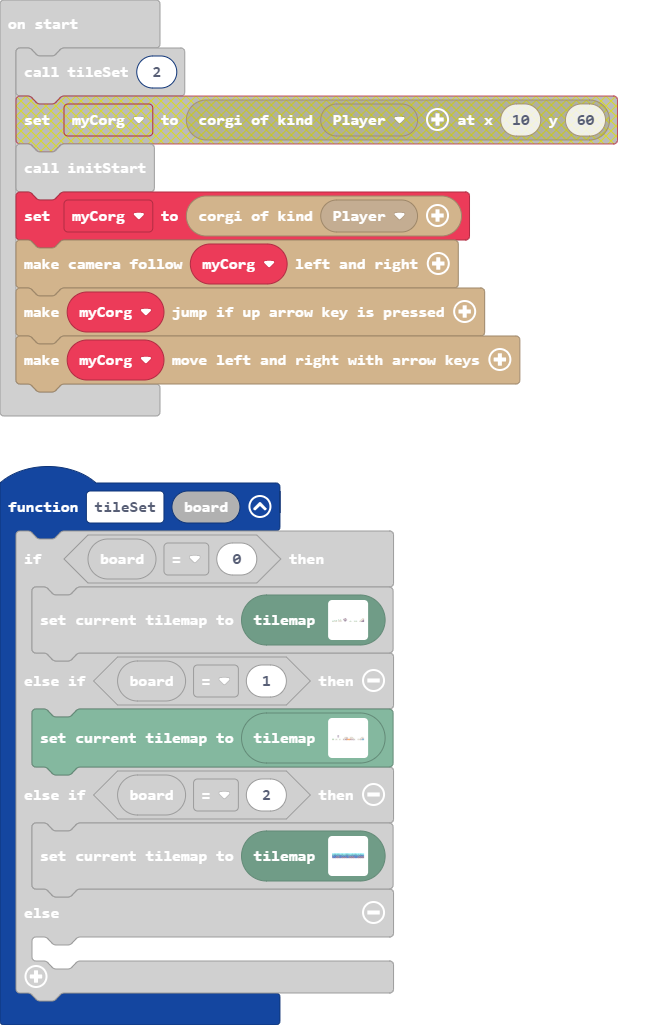 on start
call tileSet 2
set myCorg to corgi of kind Player at x 10 y 60
call initStart
set myCorg to corgi of kind Player
make camera follow myCorg left and right
make myCorg jump if up arrow key is pressed
make myCorg move left and right with arrow keys
function tileSet board
if board = 0 then
set current tilemap to tilemap
else if board = 1 then
set current tilemap to tilemap
else if board = 2 then
set current tilemap to tilemap
else